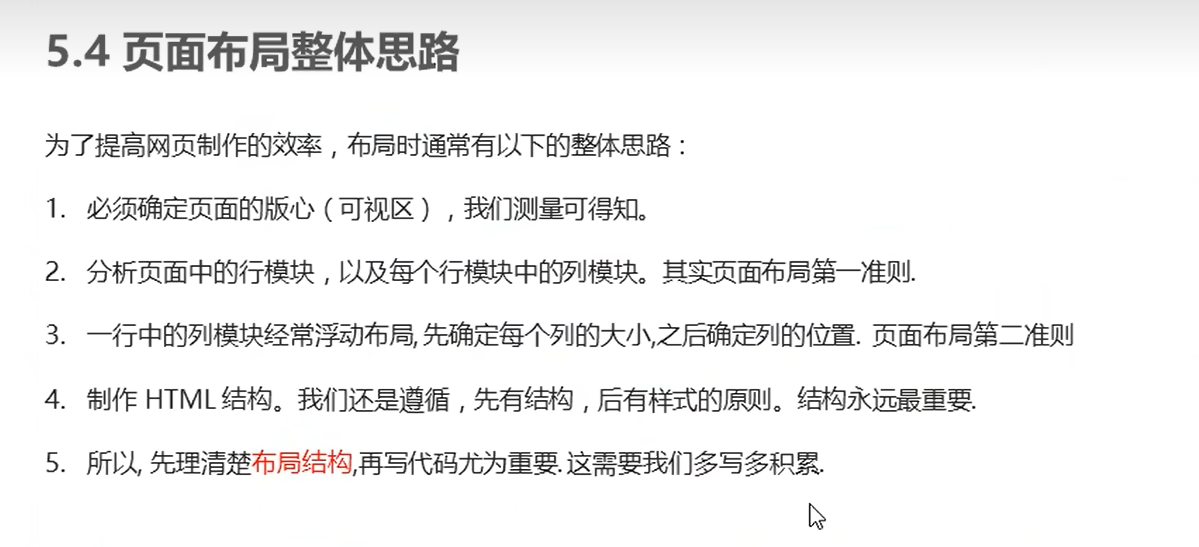 5.4 页面布局整体思路
为了提高网页制作的效率，布局时通常有以下的整体思路：
1. 必须确定页面的版心（可视区），我们测量可得知。
2. 分析页面中的行模块，以及每个行模块中的列模块。其实页面布局第一准则.
3. 一行中的列模块经常浮动布局,先确定每个列的大小,之后确定列的位置. 页面布局第二准则
4. 制作 HTML 结构。我们还是遵循，先有结构，后有样式的原则。结构永远最重要.
5. 所以, 先理清楚布局结构,再写代码尤为重要. 这需要我们多写多积累.